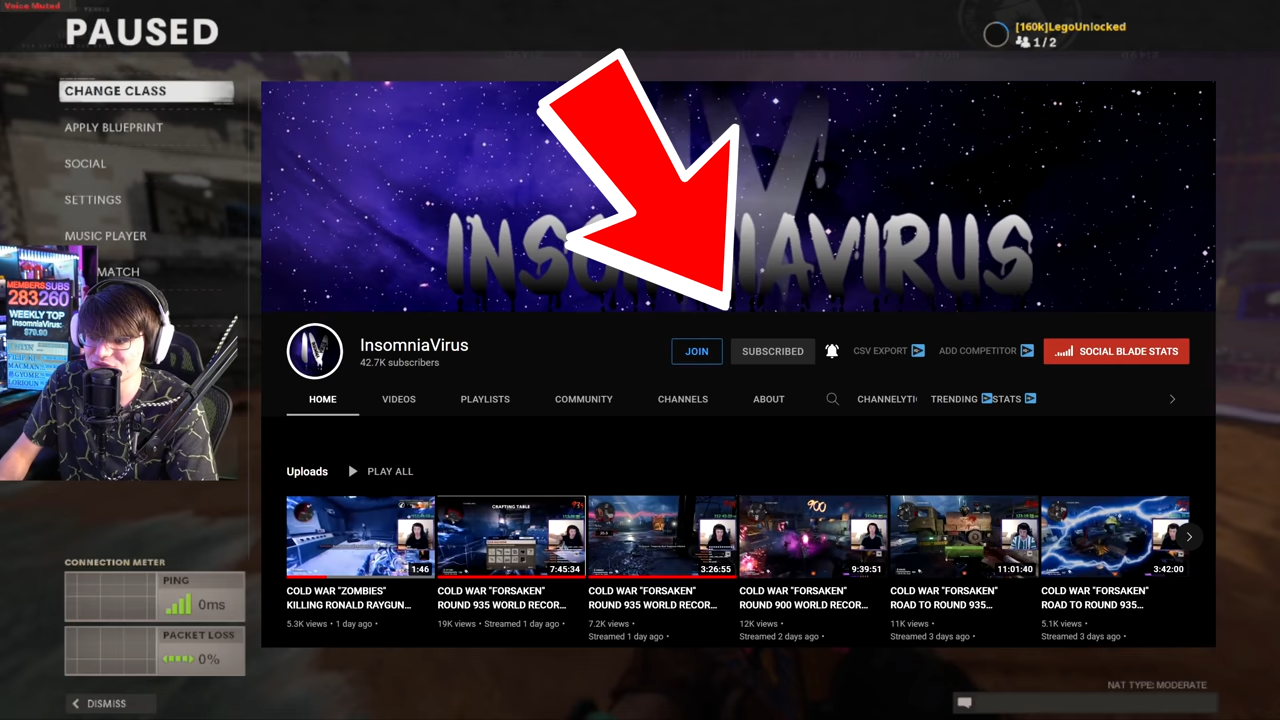 Voice Muted
PAUSED
[160k]LegoUnlocked
1/2
CHANGE CLASS
APPLY BLUEPRINT
SOCIAL
SETTINGS
MUSIC PLAYER
MATCH
MEMBERS SUBS
283 260
WEEKLY TOP
InsomniaVirus:
$79.90
INSOMNIAVIRUS
InsomniaVirus
42.7K subscribers
JOIN
SUBSCRIBED
CSV EXPORT
ADD COMPETITOR
SOCIAL BLADE STATS
HOME
VIDEOS
PLAYLISTS
COMMUNITY
CHANNELS
ABOUT
CHANNELYTI
TRENDING
STATS
Uploads
PLAY ALL
CRAFTING TABLE
900
1:46
7:45:34
3:26:55
9:39:51
11:01:40
3:42:00
COLD WAR "ZOMBIES"
KILLING RONALD RAYGUN...
5.3K views • 1 day ago •
COLD WAR "FORSAKEN"
ROUND 935 WORLD RECOR...
19K views • Streamed 1 day ago •
COLD WAR "FORSAKEN"
ROUND 935 WORLD RECOR...
7.2K views •
Streamed 1 day ago •
COLD WAR "FORSAKEN"
ROUND 900 WORLD RECOR...
12K views •
Streamed 2 days ago •
COLD WAR "FORSAKEN"
ROAD TO ROUND 935...
11K views •
Streamed 3 days ago •
COLD WAR "FORSAKEN"
ROAD TO ROUND 935...
5.1K views •
Streamed 3 days ago •
CONNECTION METER
PING
0ms
PACKET LOSS
0%
DISMISS
NAT TYPE: MODERATE